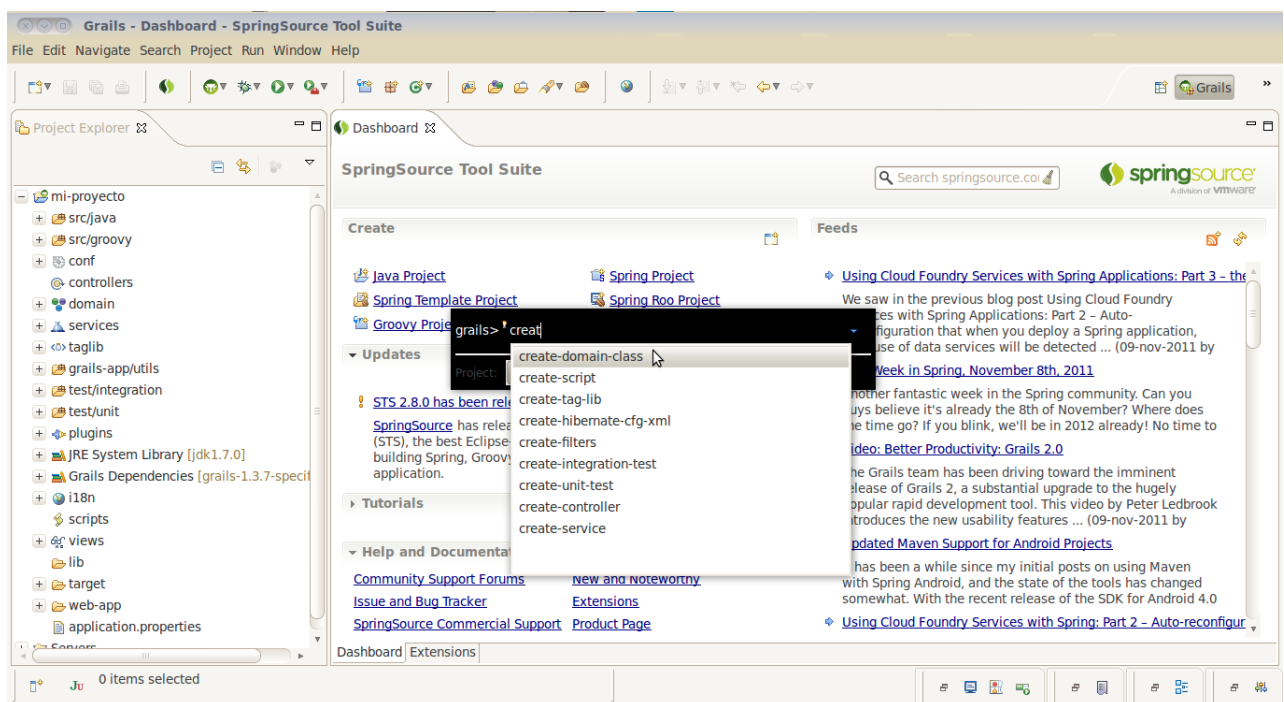 Grails - Dashboard - SpringSource Tool Suite
File Edit Navigate Search Project Run Window Help
Grails
»
Project Explorer
mi-proyecto
src/java
src/groovy
conf
controllers
domain
services
taglib
grails-app/utils
test/integration
test/unit
plugins
JRE System Library [jdk1.7.0]
Grails Dependencies [grails-1.3.7-specif
i18n
scripts
views
lib
target
web-app
application.properties
Servers
Dashboard
SpringSource Tool Suite
Search springsource.co
springsource
A division of vmware
Create
Java Project
Spring Project
Spring Template Project
Spring Roo Project
Groovy Proje
grails> creat
Project:
create-domain-class
create-script
create-tag-lib
create-hibernate-cfg-xml
create-filters
create-integration-test
create-unit-test
create-controller
create-service
Updates
STS 2.8.0 has been rele
SpringSource has relea
(STS), the best Eclipse-
building Spring, Groovy
application.
Tutorials
Help and Documentat
Community Support Forums
New and Noteworthy
Issue and Bug Tracker
Extensions
SpringSource Commercial Support
Product Page
Feeds
Using Cloud Foundry Services with Spring Applications: Part 3 – the
We saw in the previous blog post Using Cloud Foundry
ces with Spring Applications: Part 2 – Auto-
figuration that when you deploy a Spring application,
use of data services will be detected ... (09-nov-2011 by
Week in Spring, November 8th, 2011
nother fantastic week in the Spring community. Can you
uys believe it's already the 8th of November? Where does
e time go? If you blink, we'll be in 2012 already! No time to
ideo: Better Productivity: Grails 2.0
he Grails team has been driving toward the imminent
elease of Grails 2, a substantial upgrade to the hugely
opular rapid development tool. This video by Peter Ledbrook
troduces the new usability features ... (09-nov-2011 by
pdated Maven Support for Android Projects
has been a while since my initial posts on using Maven
with Spring Android, and the state of the tools has changed
somewhat. With the recent release of the SDK for Android 4.0
Using Cloud Foundry Services with Spring: Part 2 – Auto-reconfigur
Dashboard Extensions
0 items selected